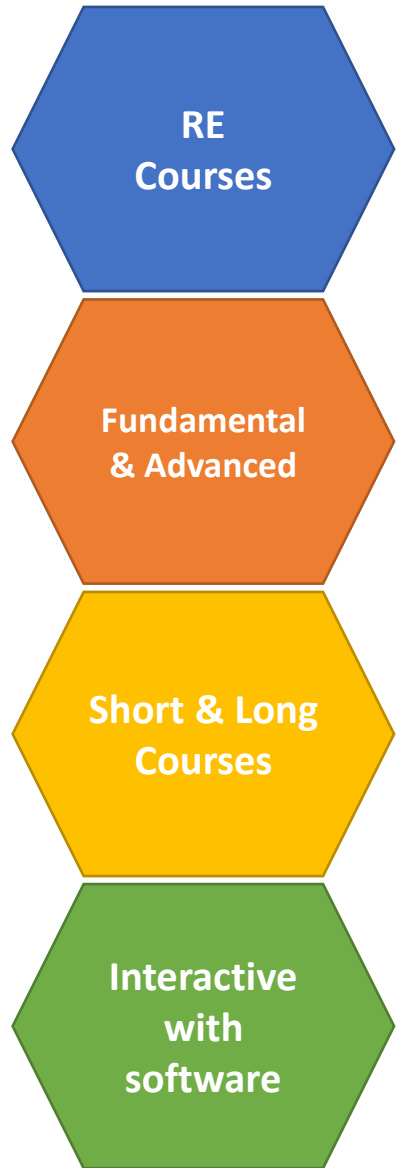 RE
Courses
Fundamental
& Advanced
Short & Long
Courses
Interactive
with
software